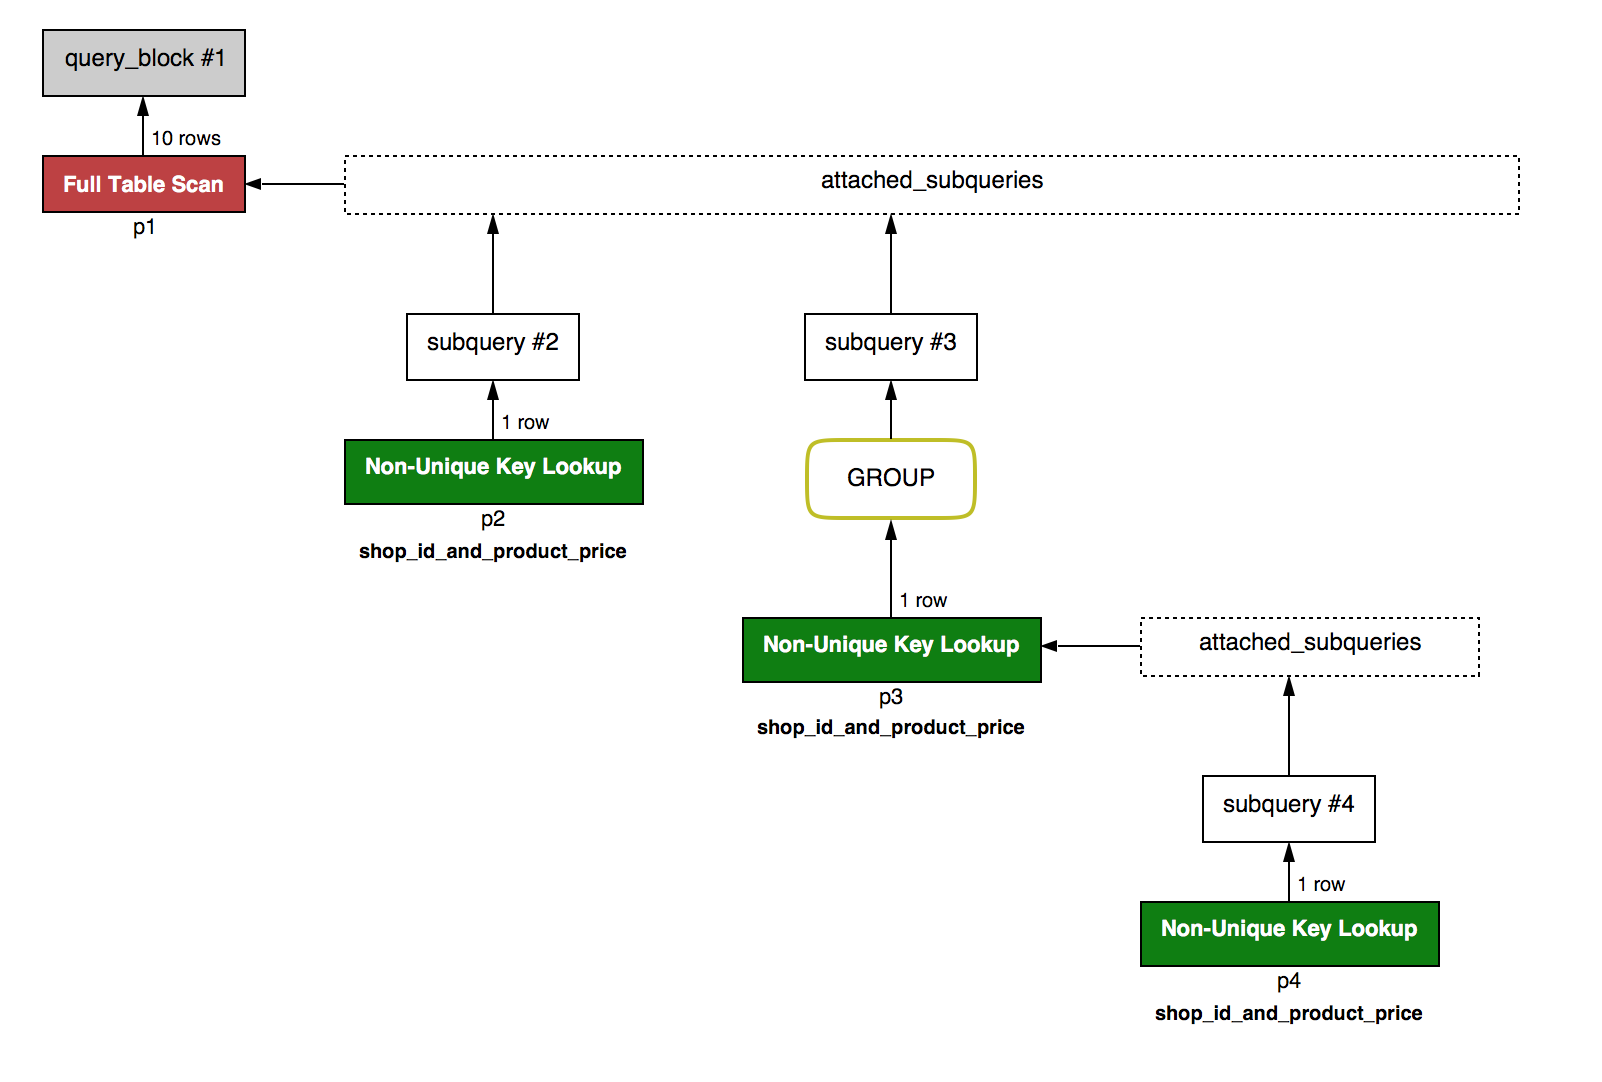 query_block #1
10 rows
Full Table Scan
p1
attached_subqueries
subquery #2
1 row
Non-Unique Key Lookup
p2
shop_id_and_product_price
subquery #3
GROUP
1 row
Non-Unique Key Lookup
p3
shop_id_and_product_price
attached_subqueries
subquery #4
1 row
Non-Unique Key Lookup
p4
shop_id_and_product_price